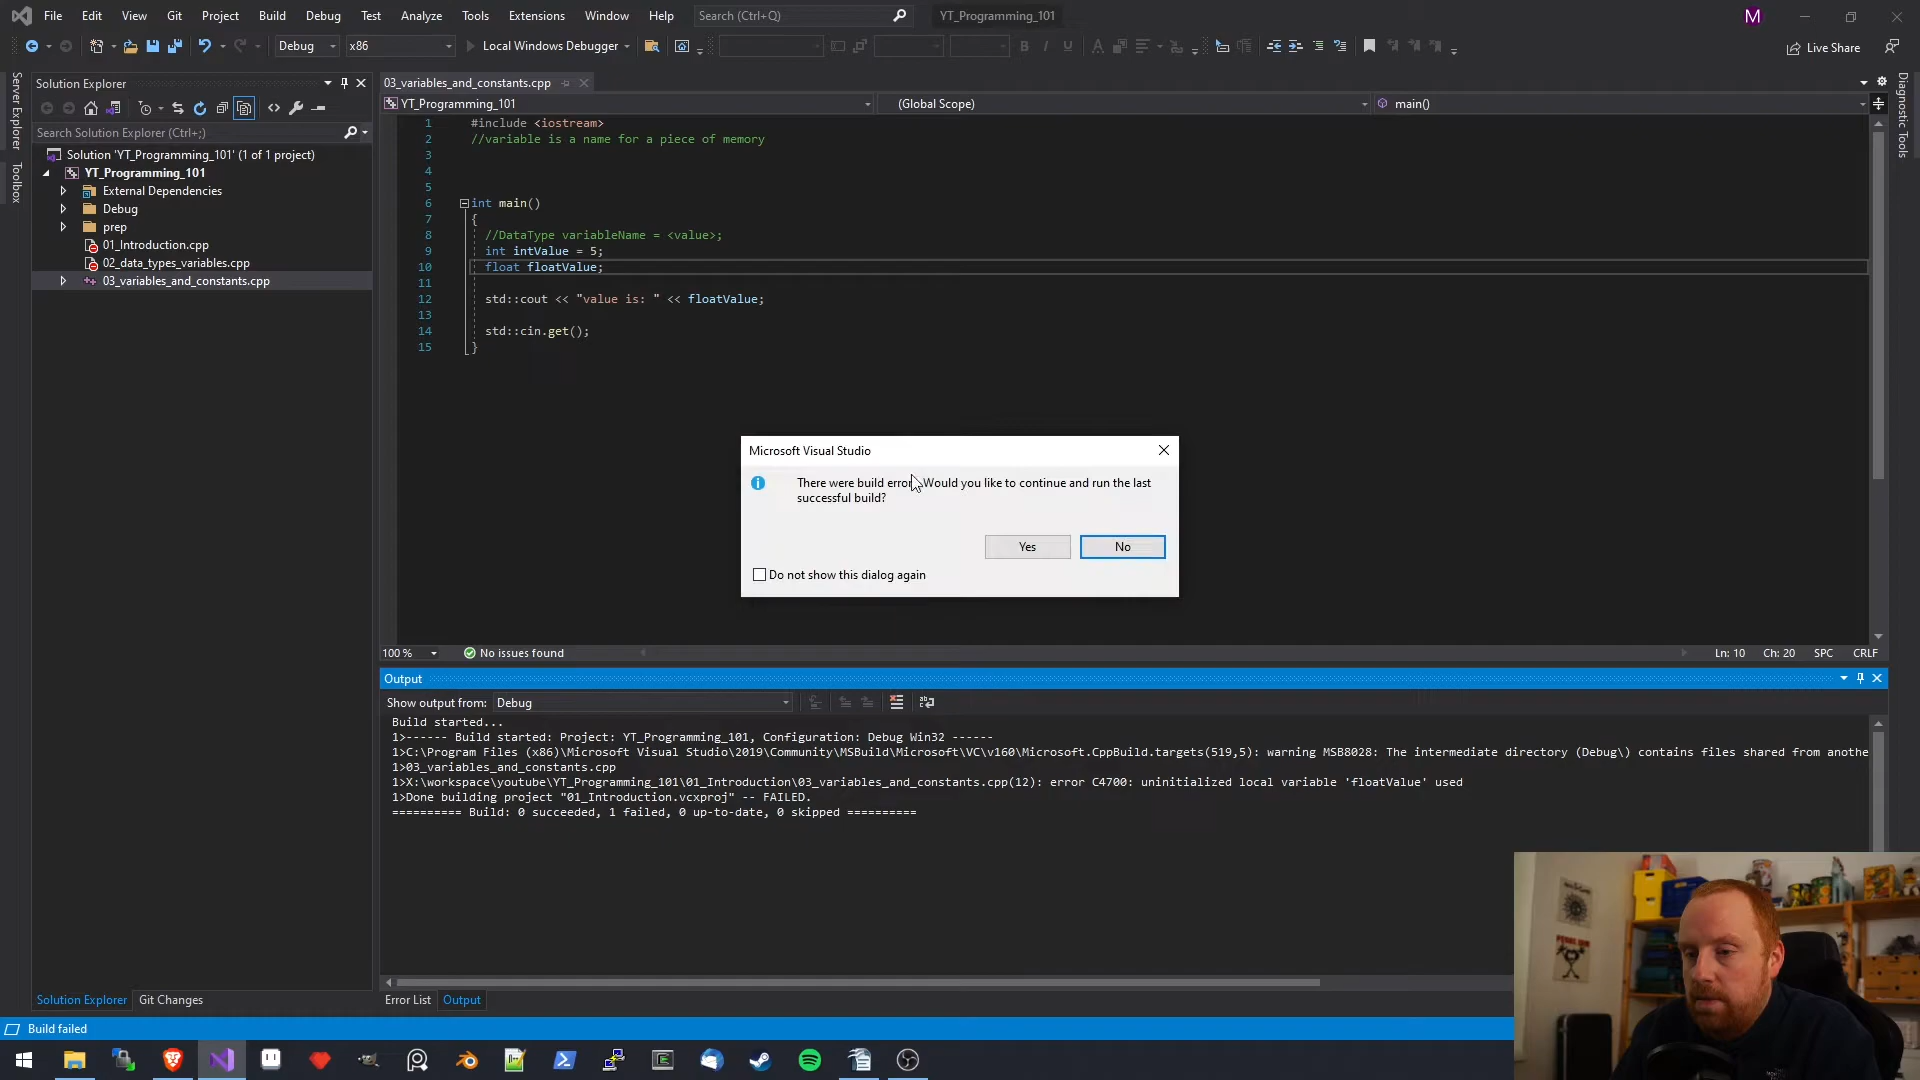 File Edit View Git Project Build Debug Test Analyze Tools Extensions Window Help Search (Ctrl+Q) YT_Programming_101 M
Debug x86 Local Windows Debugger Live Share
Server Explorer
Toolbox
Solution Explorer
Search Solution Explorer (Ctrl+;)
Solution 'YT_Programming_101' (1 of 1 project)
YT_Programming_101
External Dependencies
Debug
prep
01_Introduction.cpp
02_data_types_variables.cpp
03_variables_and_constants.cpp
03_variables_and_constants.cpp
YT_Programming_101 (Global Scope) main()
Diagnostic Tools
1 #include <iostream>
2 //variable is a name for a piece of memory
3
4
5
6 int main()
7 {
8 //DataType variableName = <value>;
9 int intValue = 5;
10 float floatValue;
11
12 std::cout << "value is: " << floatValue;
13
14 std::cin.get();
15 }
Microsoft Visual Studio
There were build erro Would you like to continue and run the last
successful build?
Yes No
Do not show this dialog again
100 % No issues found Ln: 10 Ch: 20 SPC CRLF
Output
Show output from: Debug
Build started...
1>------ Build started: Project: YT_Programming_101, Configuration: Debug Win32 ------
1>C:\Program Files (x86)\Microsoft Visual Studio\2019\Community\MSBuild\Microsoft\VC\v160\Microsoft.CppBuild.targets(519,5): warning MSB8028: The intermediate directory (Debug\) contains files shared from anothe
1>03_variables_and_constants.cpp
1>X:\workspace\youtube\YT_Programming_101\01_Introduction\03_variables_and_constants.cpp(12): error C4700: uninitialized local variable 'floatValue' used
1>Done building project "01_Introduction.vcxproj" -- FAILED.
========== Build: 0 succeeded, 1 failed, 0 up-to-date, 0 skipped ==========
Solution Explorer Git Changes
Error List Output
Build failed